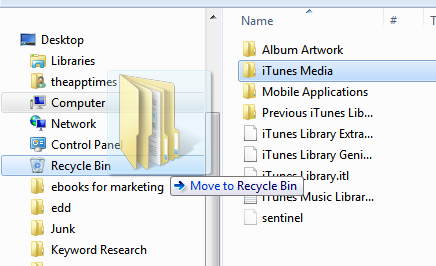 Desktop
Libraries
theapptimes
Computer
Network
Control Pane
Recycle Bin
ebooks for marketing
edd
Junk
Keyword Research
Move to Recycle Bin
Name
#
Album Artwork
iTunes Media
Mobile Applications
Previous iTunes Lib...
iTunes Library Extra...
iTunes Library Geni...
iTunes Library.itl
iTunes Music Librar...
sentinel